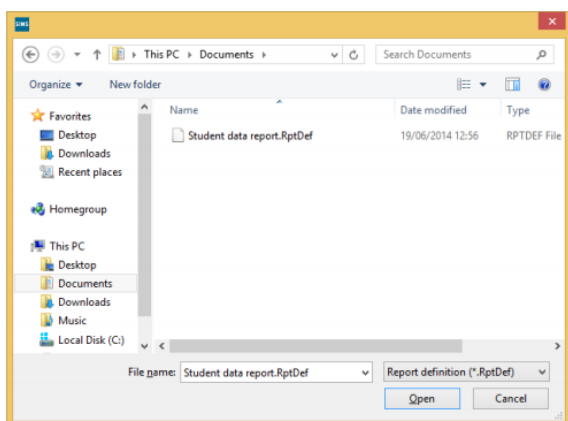 SIMS
This PC Documents
Search Documents
Organize
New folder
Name
Date modified
Type
Favorites
Desktop
Downloads
Recent places
Homegroup
This PC
Desktop
Documents
Downloads
Music
Local Disk (C:)
Student data report.RptDef 19/06/2014 12:56 RPTDEF File
File name: Student data report.RptDef
Report definition (*.RptDef)
Open
Cancel